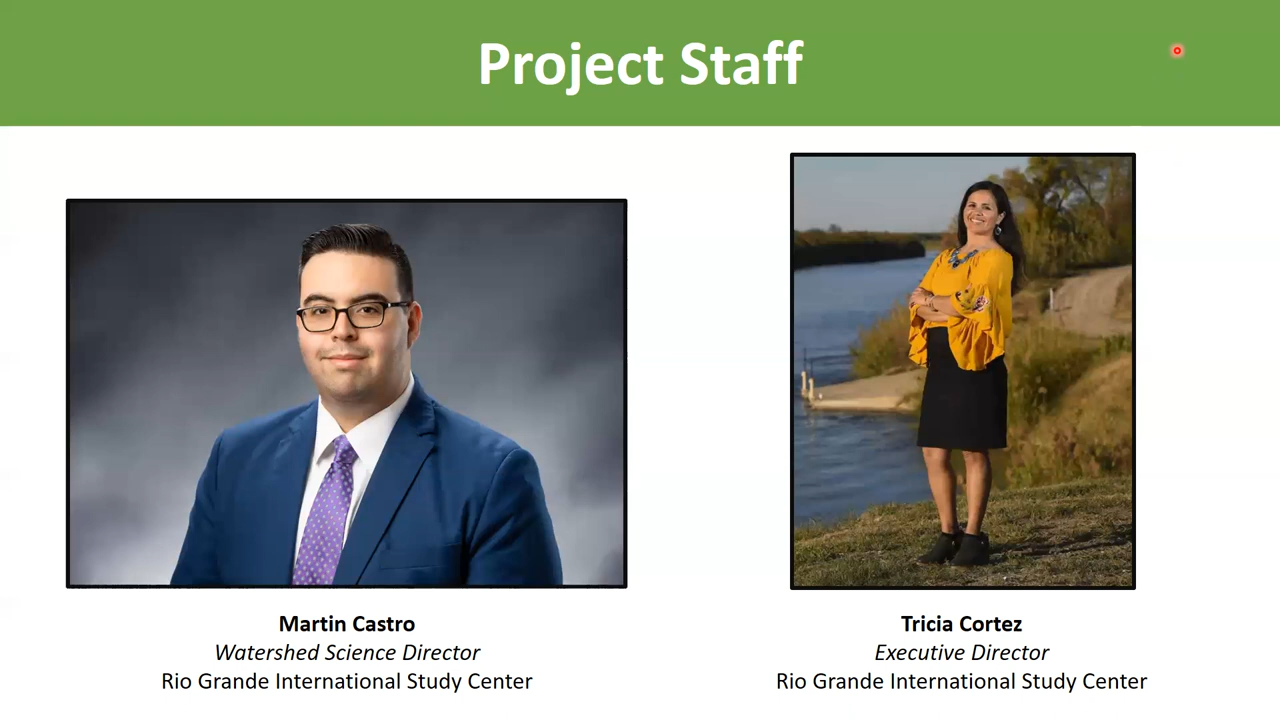 Project Staff
Martin Castro
Watershed Science Director
Rio Grande International Study Center
Tricia Cortez
Executive Director
Rio Grande International Study Center